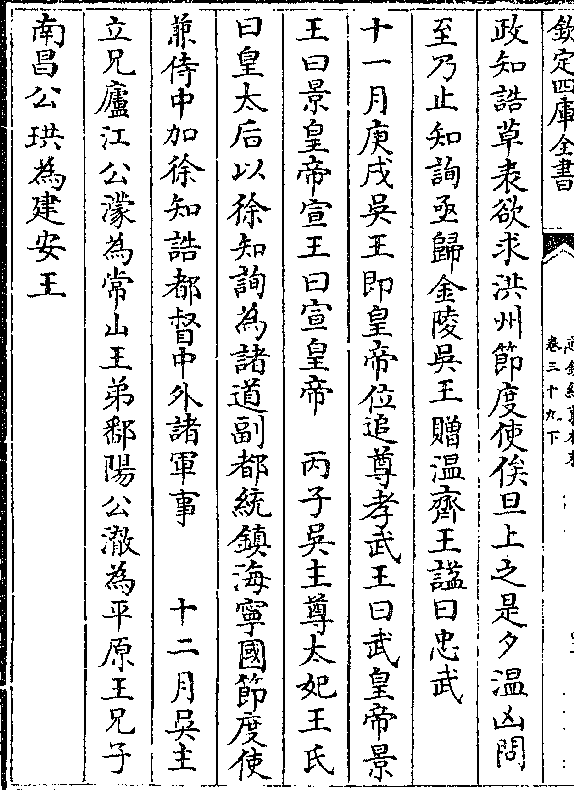 欽定四庫全書
卷三十九下
政知誥草表欲求洪州節度使俟旦上之是夕溫凶問
至乃止知詢亟歸金陵吳王贈溫齊王諡曰忠武
十一月庚戌吳王即皇帝位追尊孝武王曰武皇帝景
王曰景皇帝宣王曰宣皇帝　丙子吳主尊太妃王氏
曰皇太后以徐知詢為諸道副都統鎮海寧國節度使
兼侍中加徐知誥都督中外諸軍事　十二月吳主
立兄廬江公濛為常山王弟鄱陽公澈為平原王兄子
南昌公珙為建安王